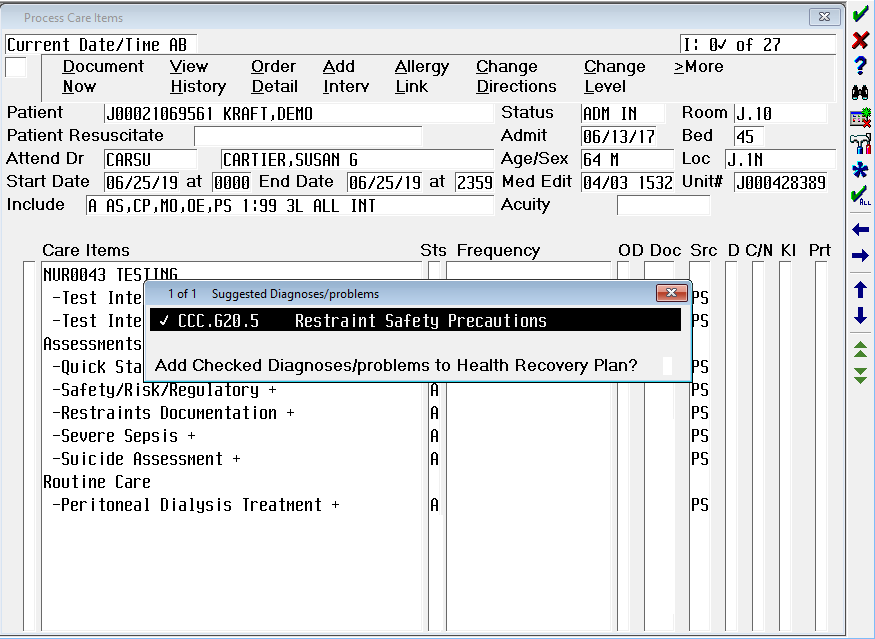 Process Care Items
Current Date/Time AB I: 0✓ of 27
Document Now View History Order Detail Add Interv Allergy Link Change Directions Change Level >More
Patient J00021069561 KRAFT,DEMO Status ADM IN Room J.10
Patient Resuscitate Admit 06/13/17 Bed 45
Attend Dr CARSU CARTIER,SUSAN G Age/Sex 64 M Loc J.1N
Start Date 06/25/19 at 0000 End Date 06/25/19 at 2359 Med Edit 04/03 1532 Unit# J000428389
Include A AS,CP,MO,OE,PS 1:99 3L ALL INT Acuity
Care Items Sts Frequency OD Doc Src D C/N KI Prt
NUR0043 TESTING
-Test Inte PS
-Test Inte PS
Assessments
-Quick Sta PS
-Safety/Risk/Regulatory + A PS
-Restraints Documentation + A PS
-Severe Sepsis + A PS
-Suicide Assessment + A PS
Routine Care
-Peritoneal Dialysis Treatment + A PS
1 of 1 Suggested Diagnoses/problems
✓ CCC.G20.5 Restraint Safety Precautions
Add Checked Diagnoses/problems to Health Recovery Plan?
ALL